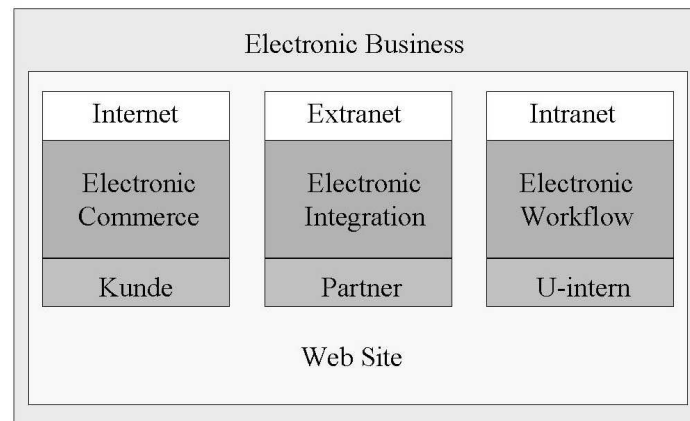 Electronic Business
Internet
Electronic
Commerce
Kunde
Extranet
Electronic
Integration
Partner
Intranet
Electronic
Workflow
U-intern
Web Site